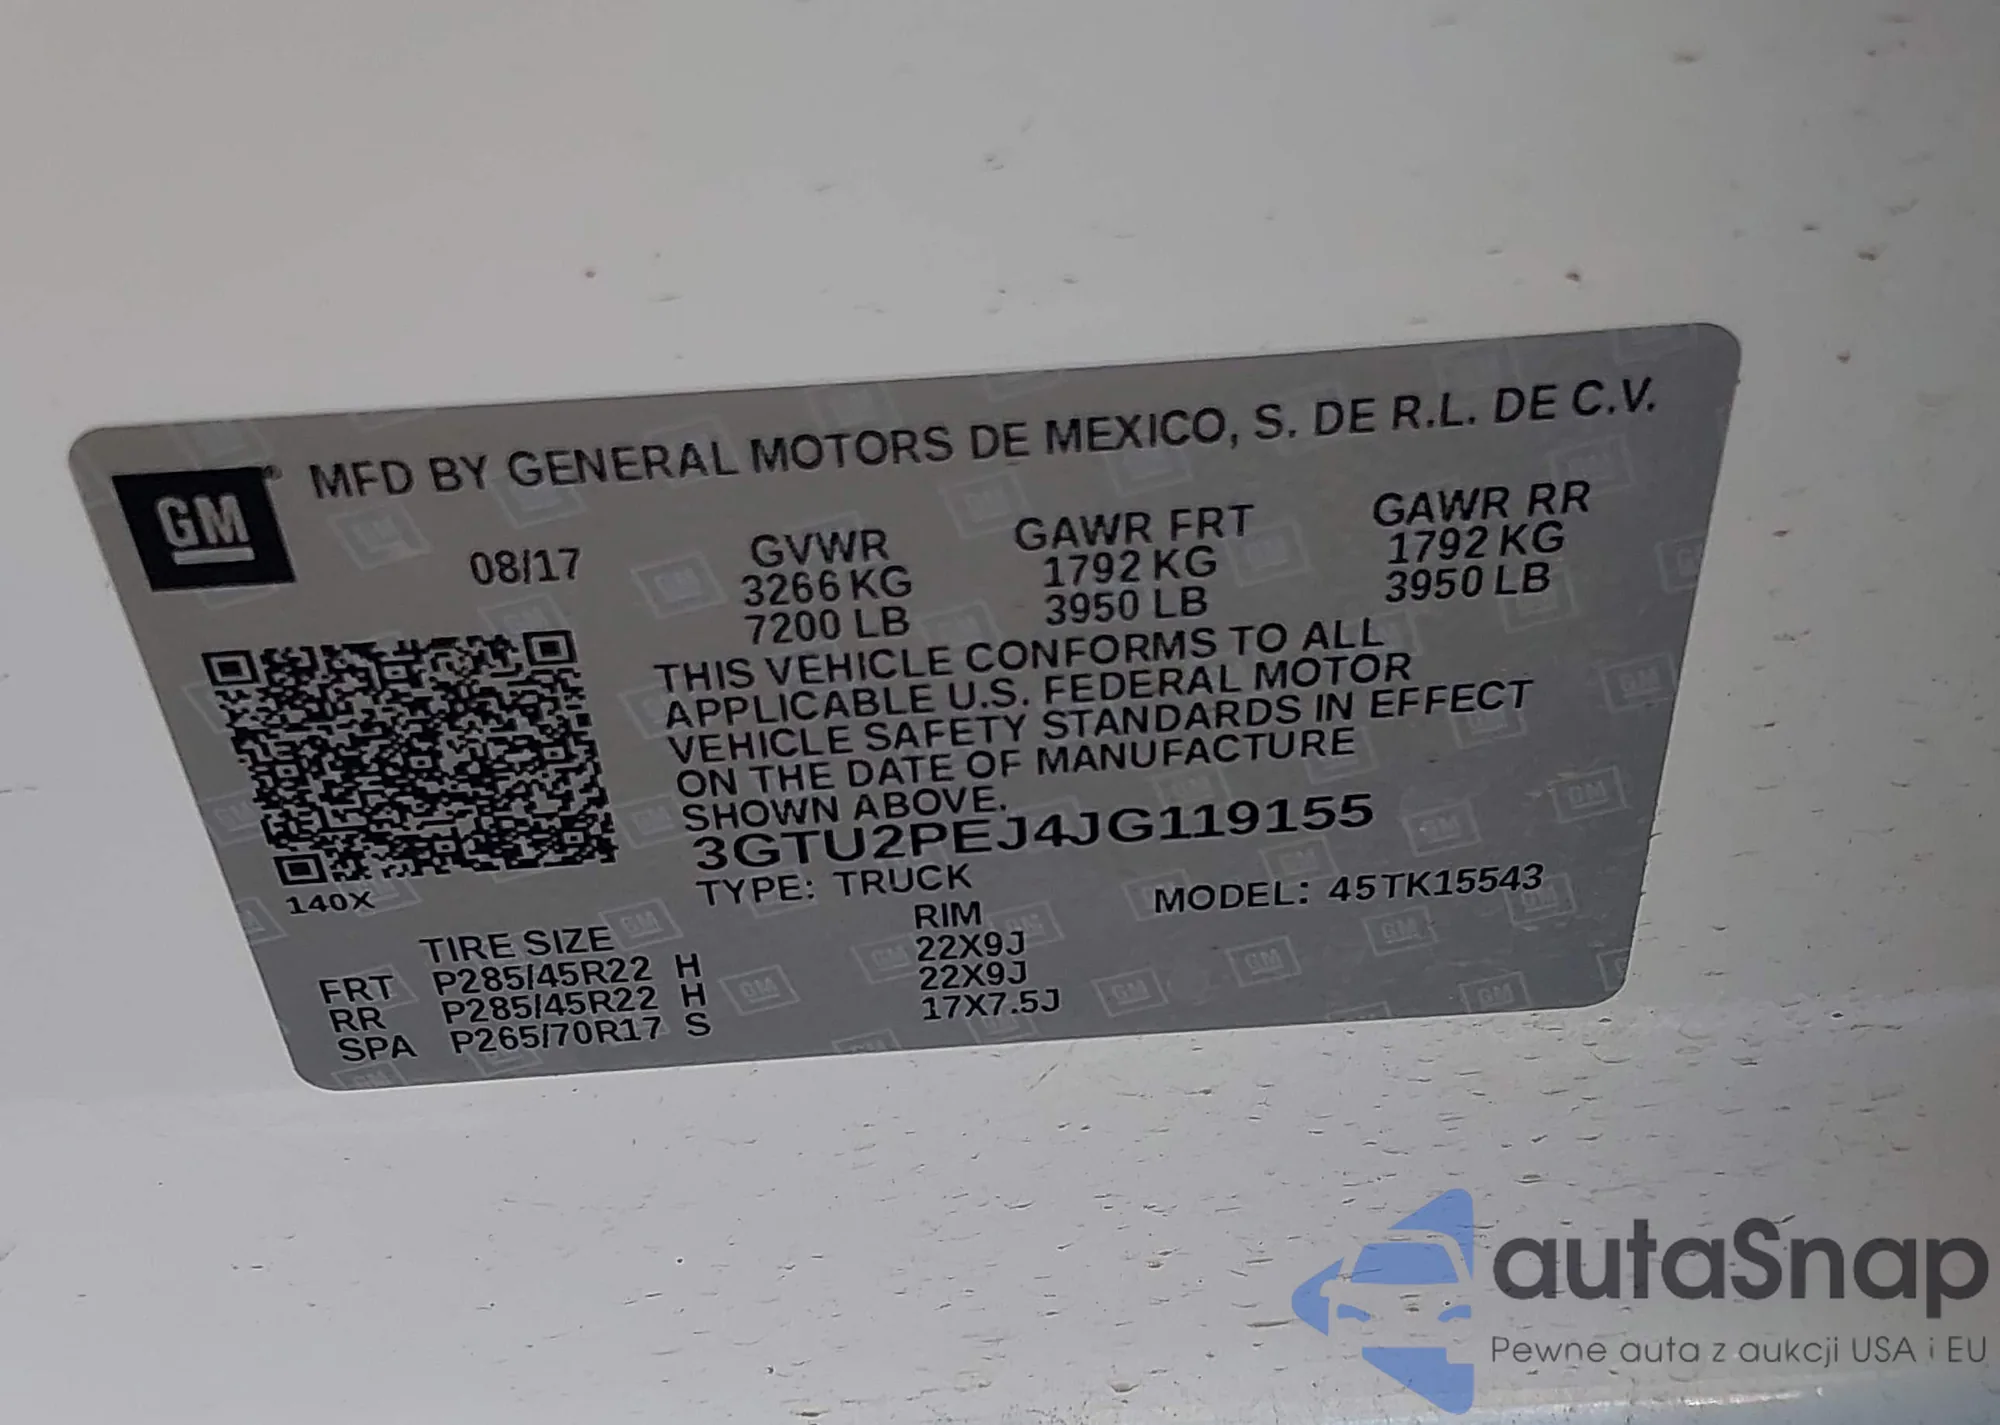 GM
MFD BY GENERAL MOTORS DE MEXICO, S. DE R.L. DE C.V.
08/17
GVWR GAWR FRT GAWR RR
3266 KG 1792 KG 1792 KG
7200 LB 3950 LB 3950 LB
THIS VEHICLE CONFORMS TO ALL
APPLICABLE U.S. FEDERAL MOTOR
VEHICLE SAFETY STANDARDS IN EFFECT
ON THE DATE OF MANUFACTURE
SHOWN ABOVE.
3GTU2PEJ4JG119155
140X
TYPE: TRUCK MODEL: 45TK15543
TIRE SIZE RIM
FRT P285/45R22 H 22X9J
RR P285/45R22 H 22X9J
SPA P265/70R17 S 17X7.5J
autaSnap
Pewne auta z aukcji USA i EU